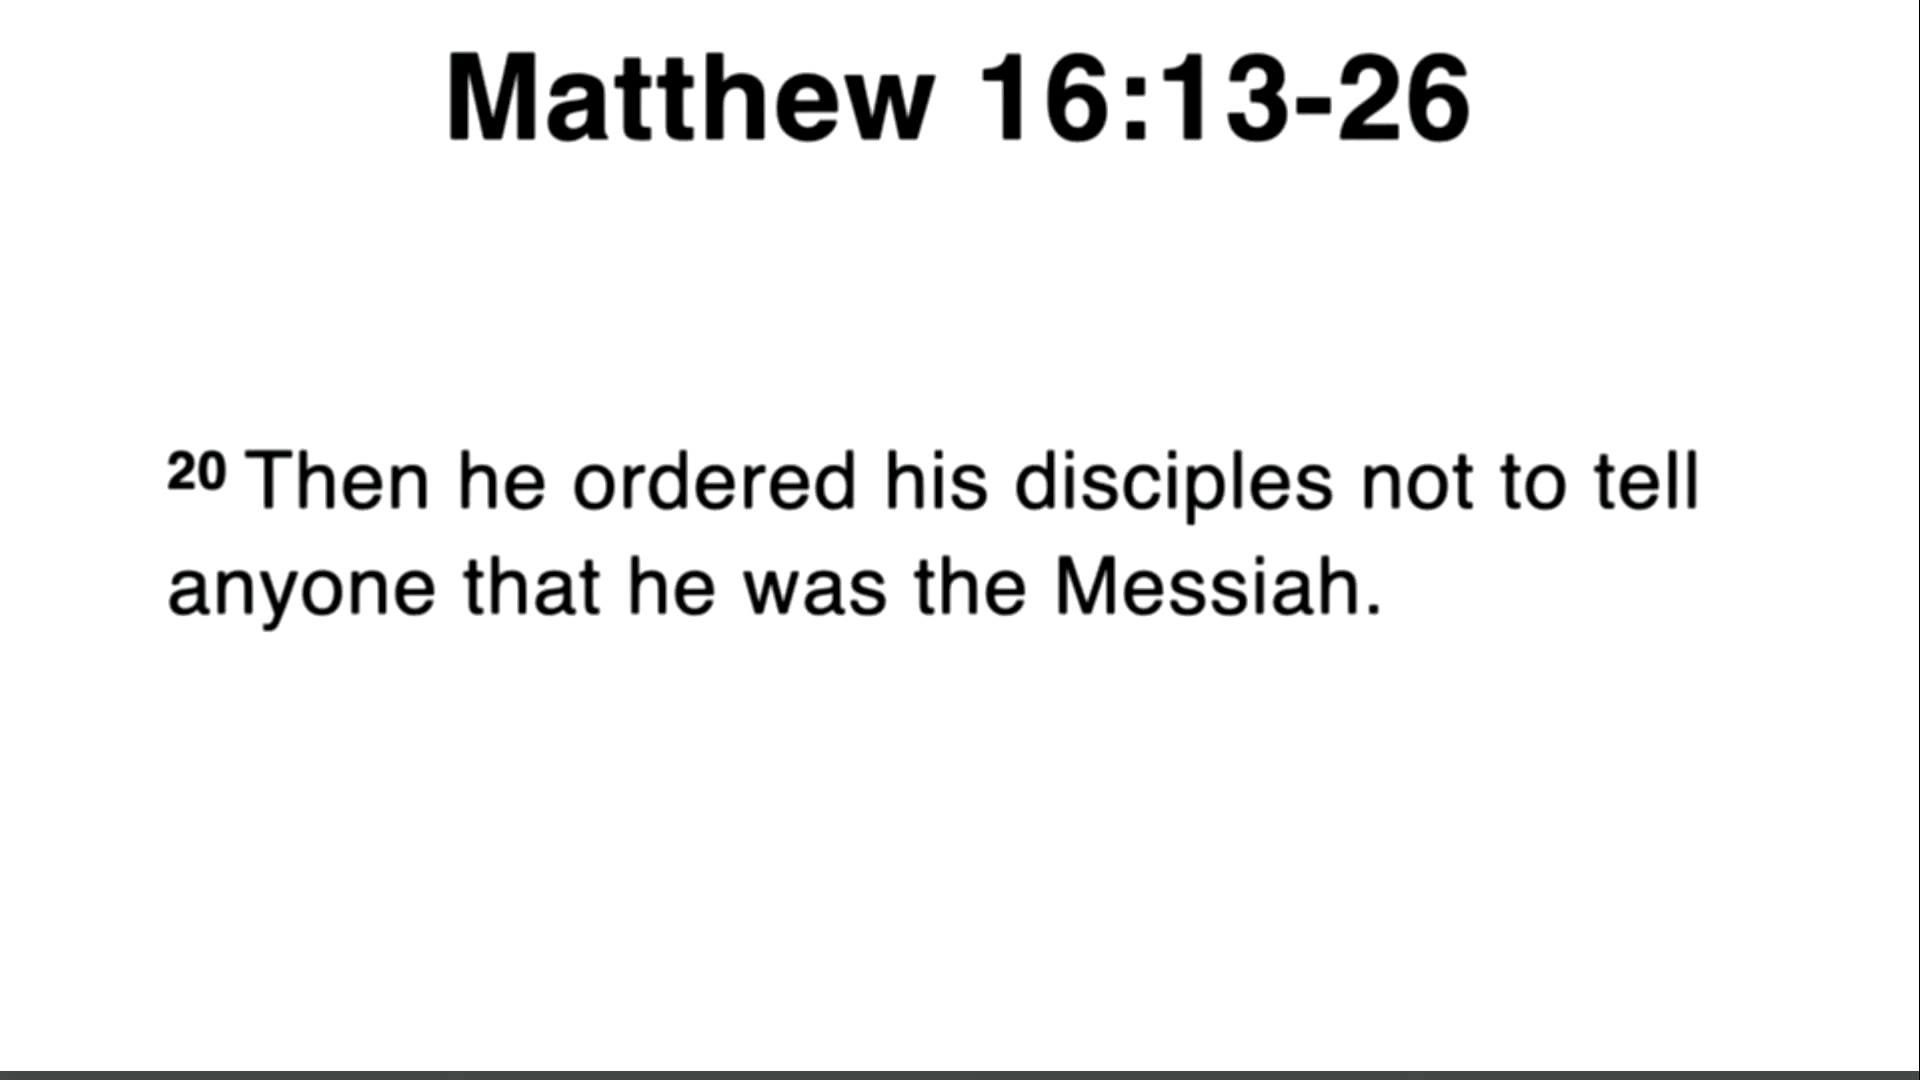 Matthew 16:13-26
20 Then he ordered his disciples not to tell
anyone that he was the Messiah.